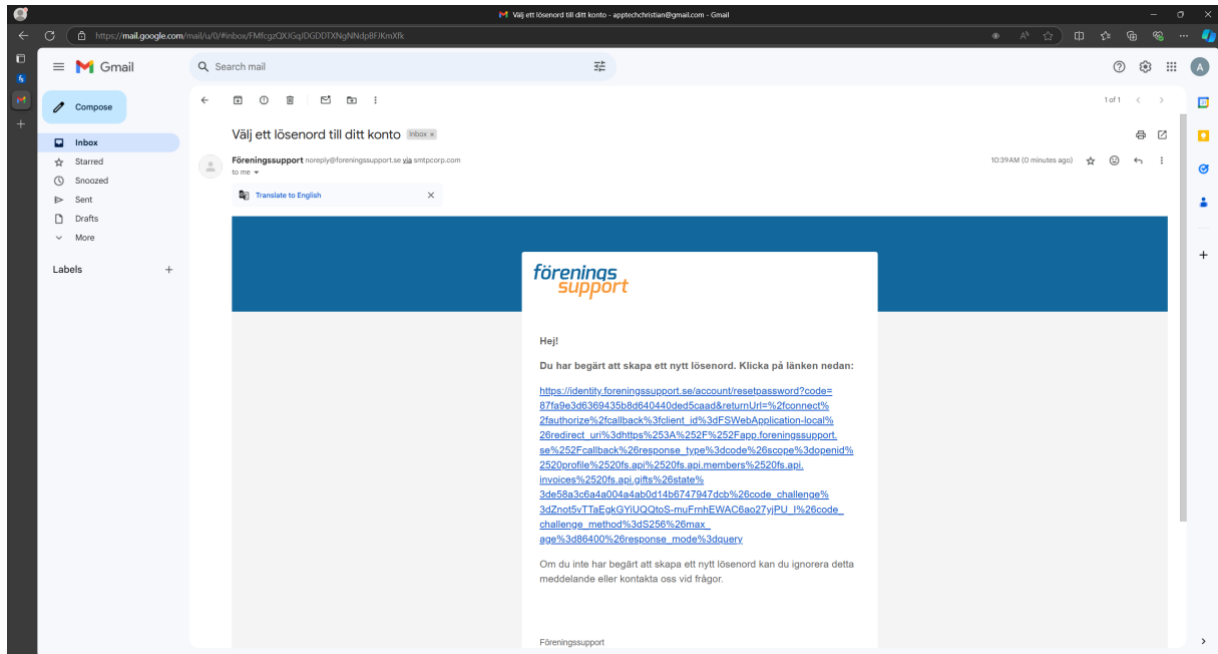 Välj ett lösenord till ditt konto - apptechchristian@gmail.com - Gmail
https://mail.google.com/mail/u/0/#inbox/FMfcgzQXJGqJDGDDTXNgNNdpBFJKmXfk
Gmail
Search mail
A
Compose
1 of 1
Inbox
Starred
Snoozed
Sent
Drafts
More
Labels
Välj ett lösenord till ditt konto Inbox x
Föreningssupport noreply@foreningssupport.se via smtpcorp.com
10:39 AM (0 minutes ago)
to me
Translate to English
förenings
support
Hej!
Du har begärt att skapa ett nytt lösenord. Klicka på länken nedan:
https://identity.foreningssupport.se/account/resetpassword?code=
87fa9e3d6369435b8d640440ded5caad&returnUrl=%2fconnect%
2fauthorize%2fcallback%3fclient_id%3dFSWebApplication-local%
26redirect_uri%3dhttps%253A%252F%252Fapp.foreningssupport.
se%252Fcallback%26response_type%3dcode%26scope%3dopenid%
2520profile%2520fs.api%2520fs.api.members%2520fs.api.
invoices%2520fs.api.gifts%26state%
3de58a3c6a4a004a4ab0d14b6747947dcb%26code_challenge%
3dZnot5vTTaEgkGYiUQQtoS-muFrnhEWAC6ao27yjPU_I%26code_
challenge_method%3dS256%26max_
age%3d86400%26response_mode%3dquery
Om du inte har begärt att skapa ett nytt lösenord kan du ignorera detta
meddelande eller kontakta oss vid frågor.
Föreningssupport